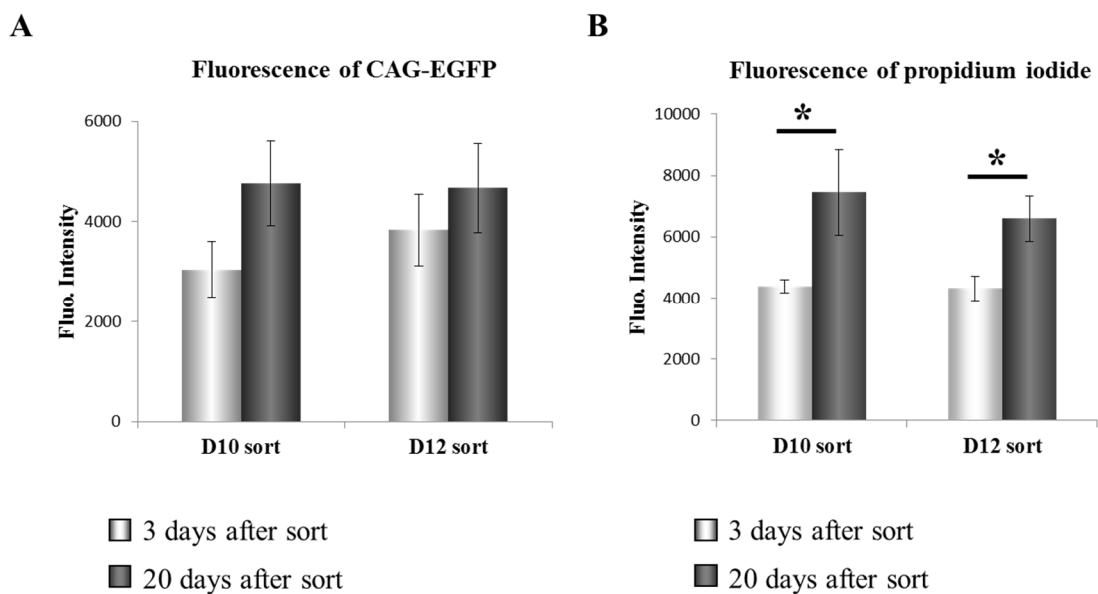 A
Fluorescence of CAG-EGFP
Fluo. Intensity
6000
4000
2000
0
D10 sort
D12 sort
3 days after sort
20 days after sort
B
Fluorescence of propidium iodide
Fluo. Intensity
10000
8000
6000
4000
2000
0
*
*
D10 sort
D12 sort
3 days after sort
20 days after sort